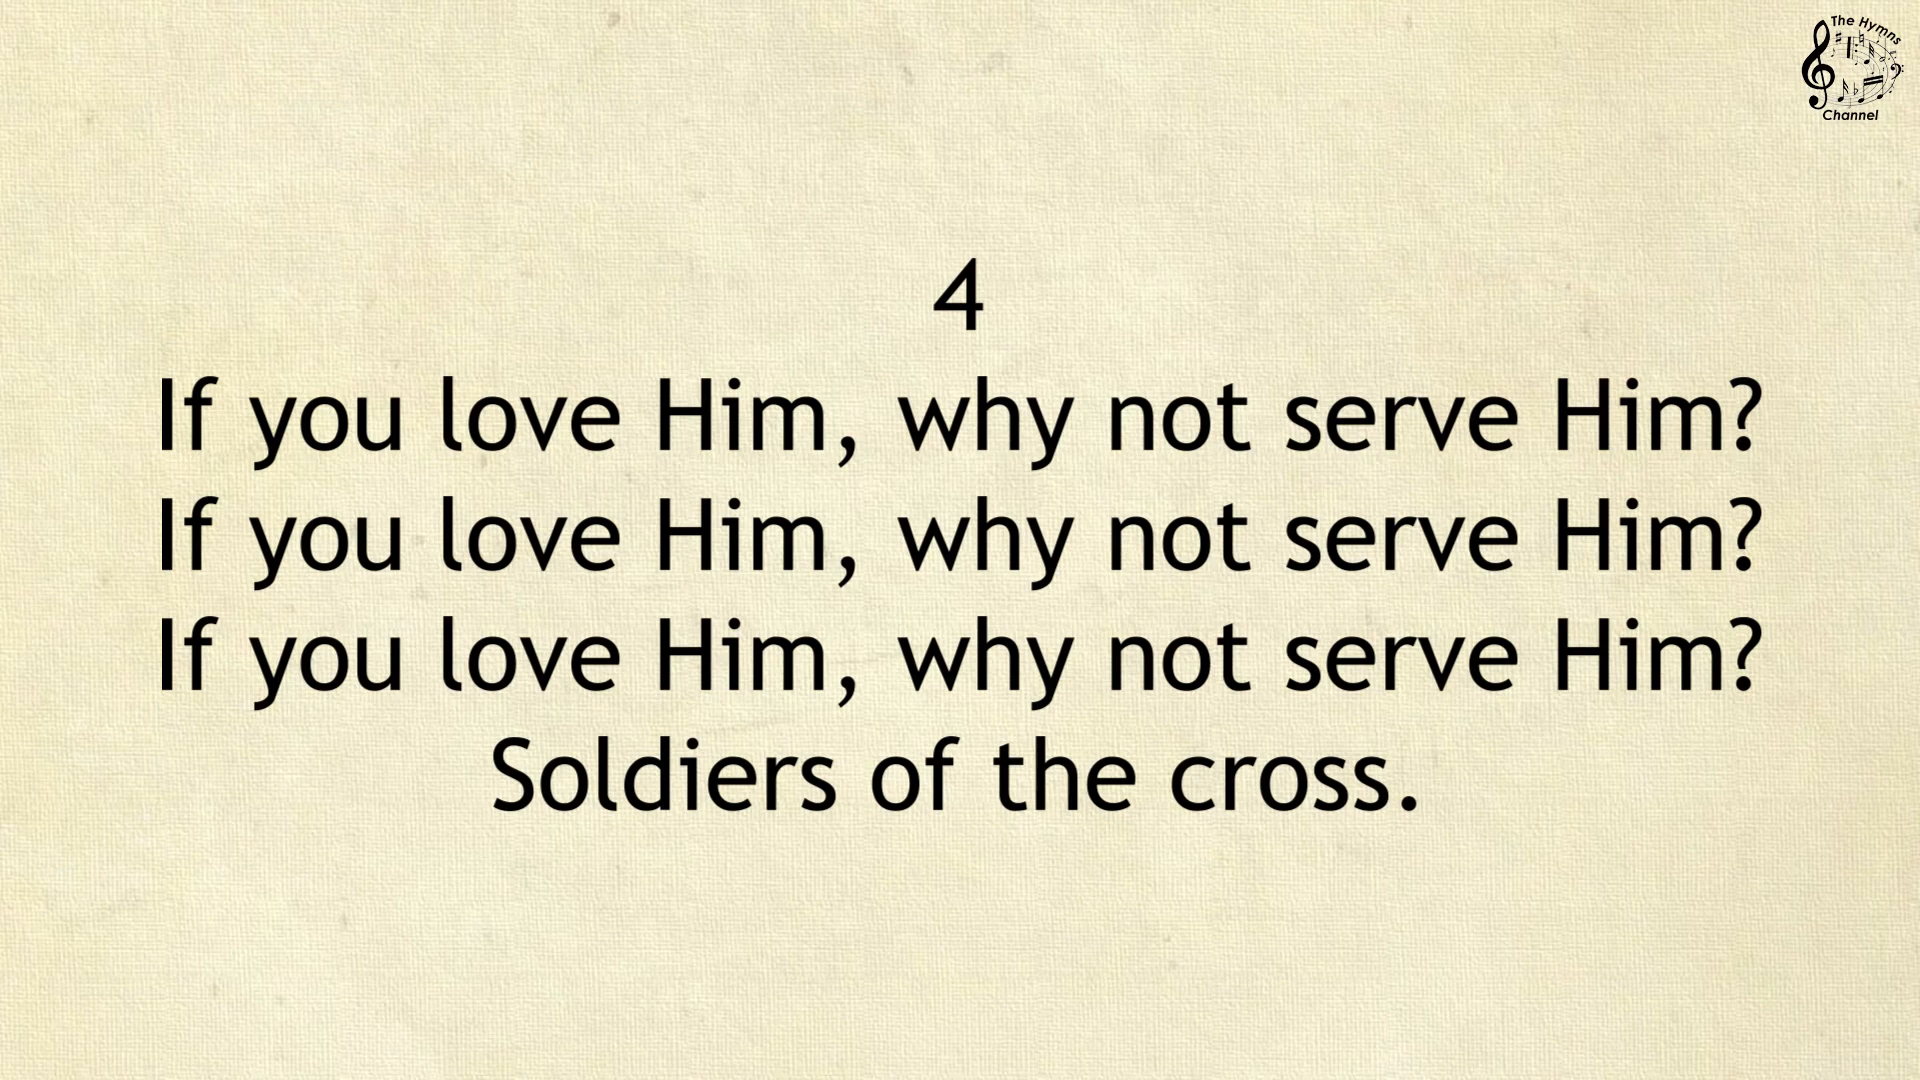 The Hymns
Channel
4
If you love Him, why not serve Him?
If you love Him, why not serve Him?
If you love Him, why not serve Him?
Soldiers of the cross.